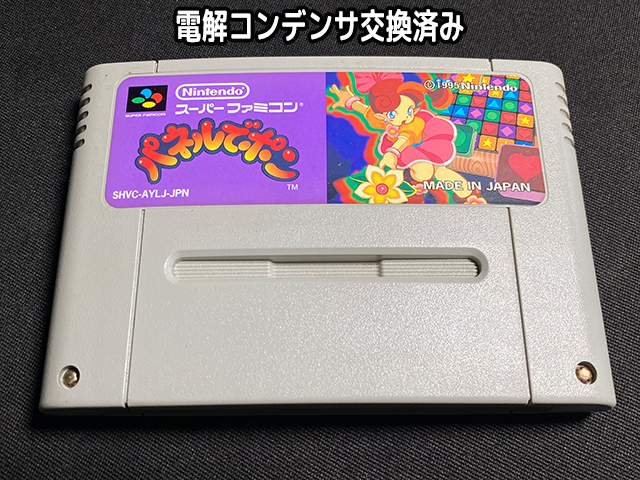 電解コンデンサ交換済み
Nintendo
スーパーファミコン
SUPER FAMICOM
パネルでポン
TM
SHVC-AYLJ-JPN
©1995 Nintendo
MADE IN JAPAN